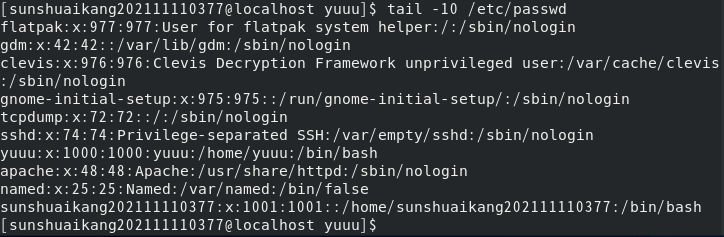 [sunshuaikang202111110377@localhost yuuu]$ tail -10 /etc/passwd
flatpak:x:977:977:User for flatpak system helper:/:/sbin/nologin
gdm:x:42:42::/var/lib/gdm:/sbin/nologin
clevis:x:976:976:Clevis Decryption Framework unprivileged user:/var/cache/clevis
:/sbin/nologin
gnome-initial-setup:x:975:975::/run/gnome-initial-setup/:/sbin/nologin
tcpdump:x:72:72::/:/sbin/nologin
sshd:x:74:74:Privilege-separated SSH:/var/empty/sshd:/sbin/nologin
yuuu:x:1000:1000:yuuu:/home/yuuu:/bin/bash
apache:x:48:48:Apache:/usr/share/httpd:/sbin/nologin
named:x:25:25:Named:/var/named:/bin/false
sunshuaikang202111110377:x:1001:1001::/home/sunshuaikang202111110377:/bin/bash
[sunshuaikang202111110377@localhost yuuu]$